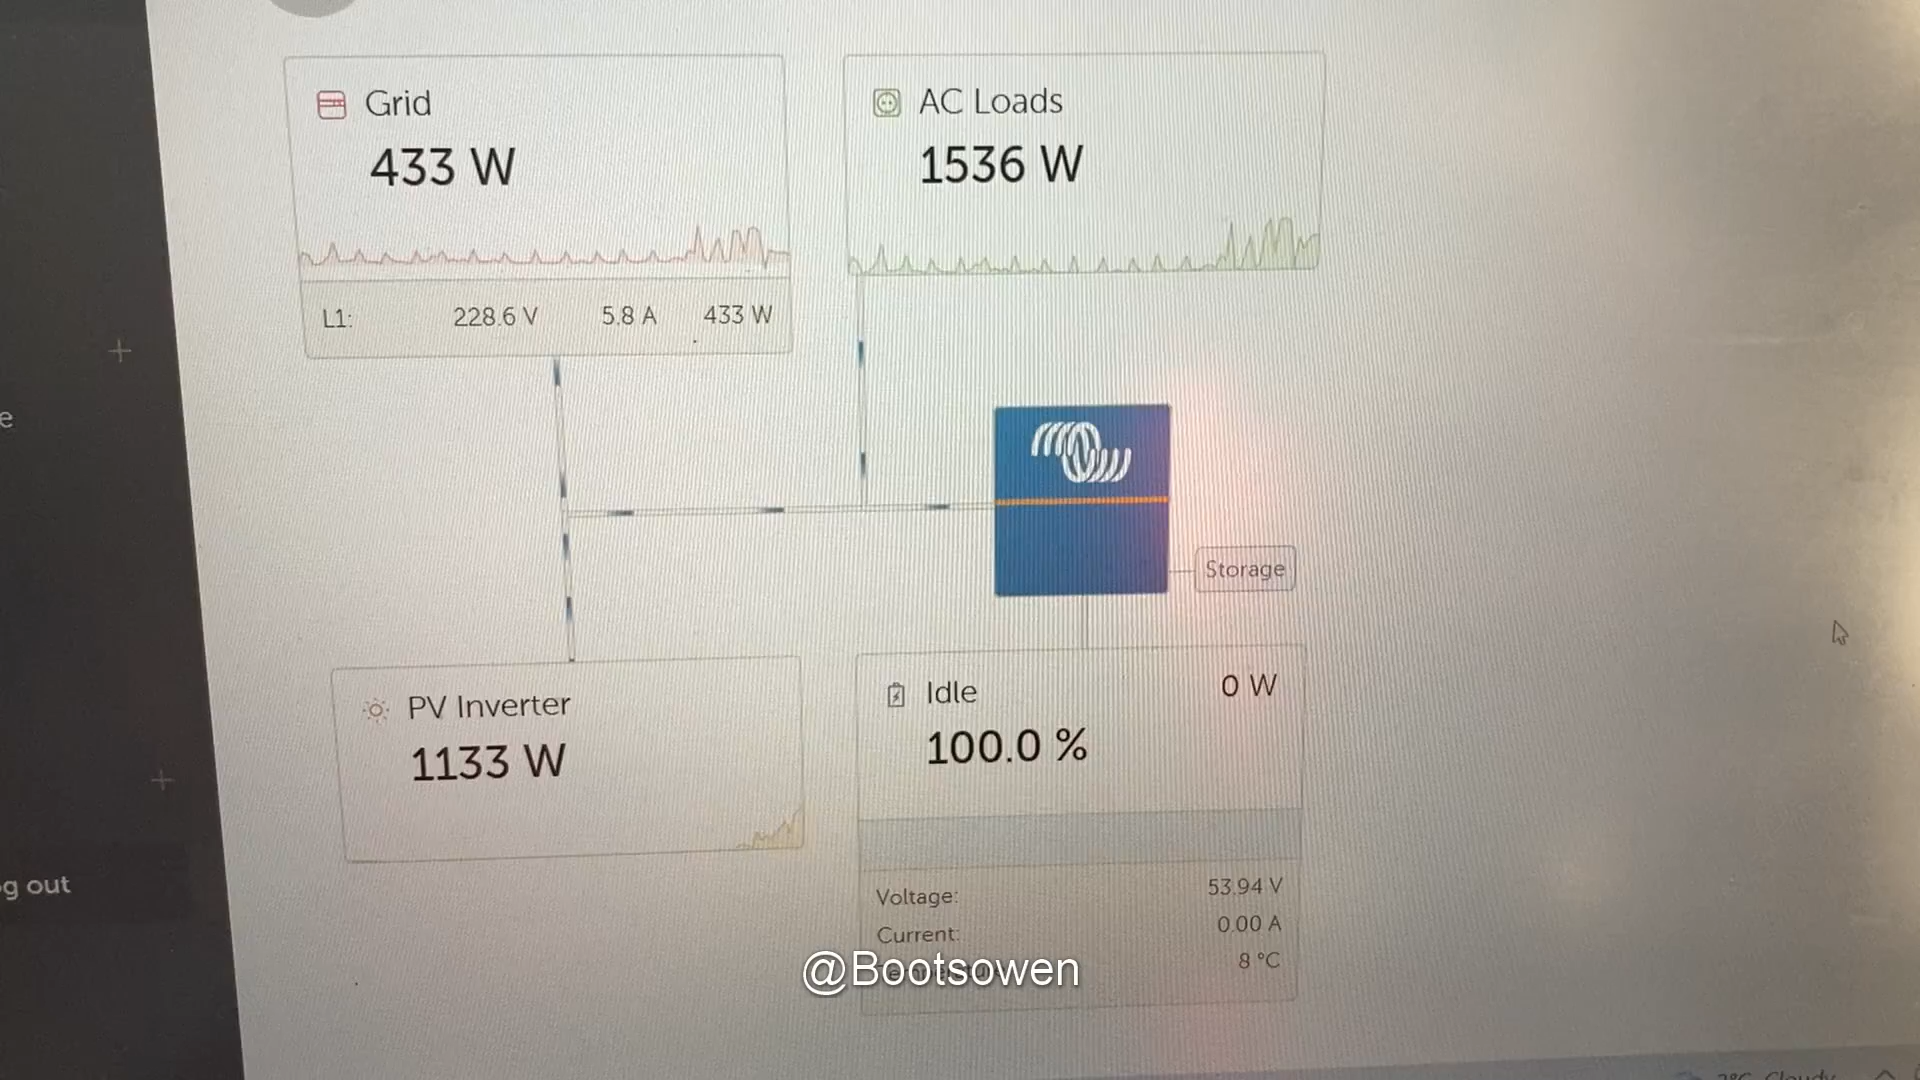 Grid
433 W
L1: 228.6 V 5.8 A 433 W
AC Loads
1536 W
e
Storage
PV Inverter
1133 W
Idle 0 W
100.0 %
Voltage: 53.94 V
Current: 0.00 A
8 °C
g out
@Bootsowen
Cloudy